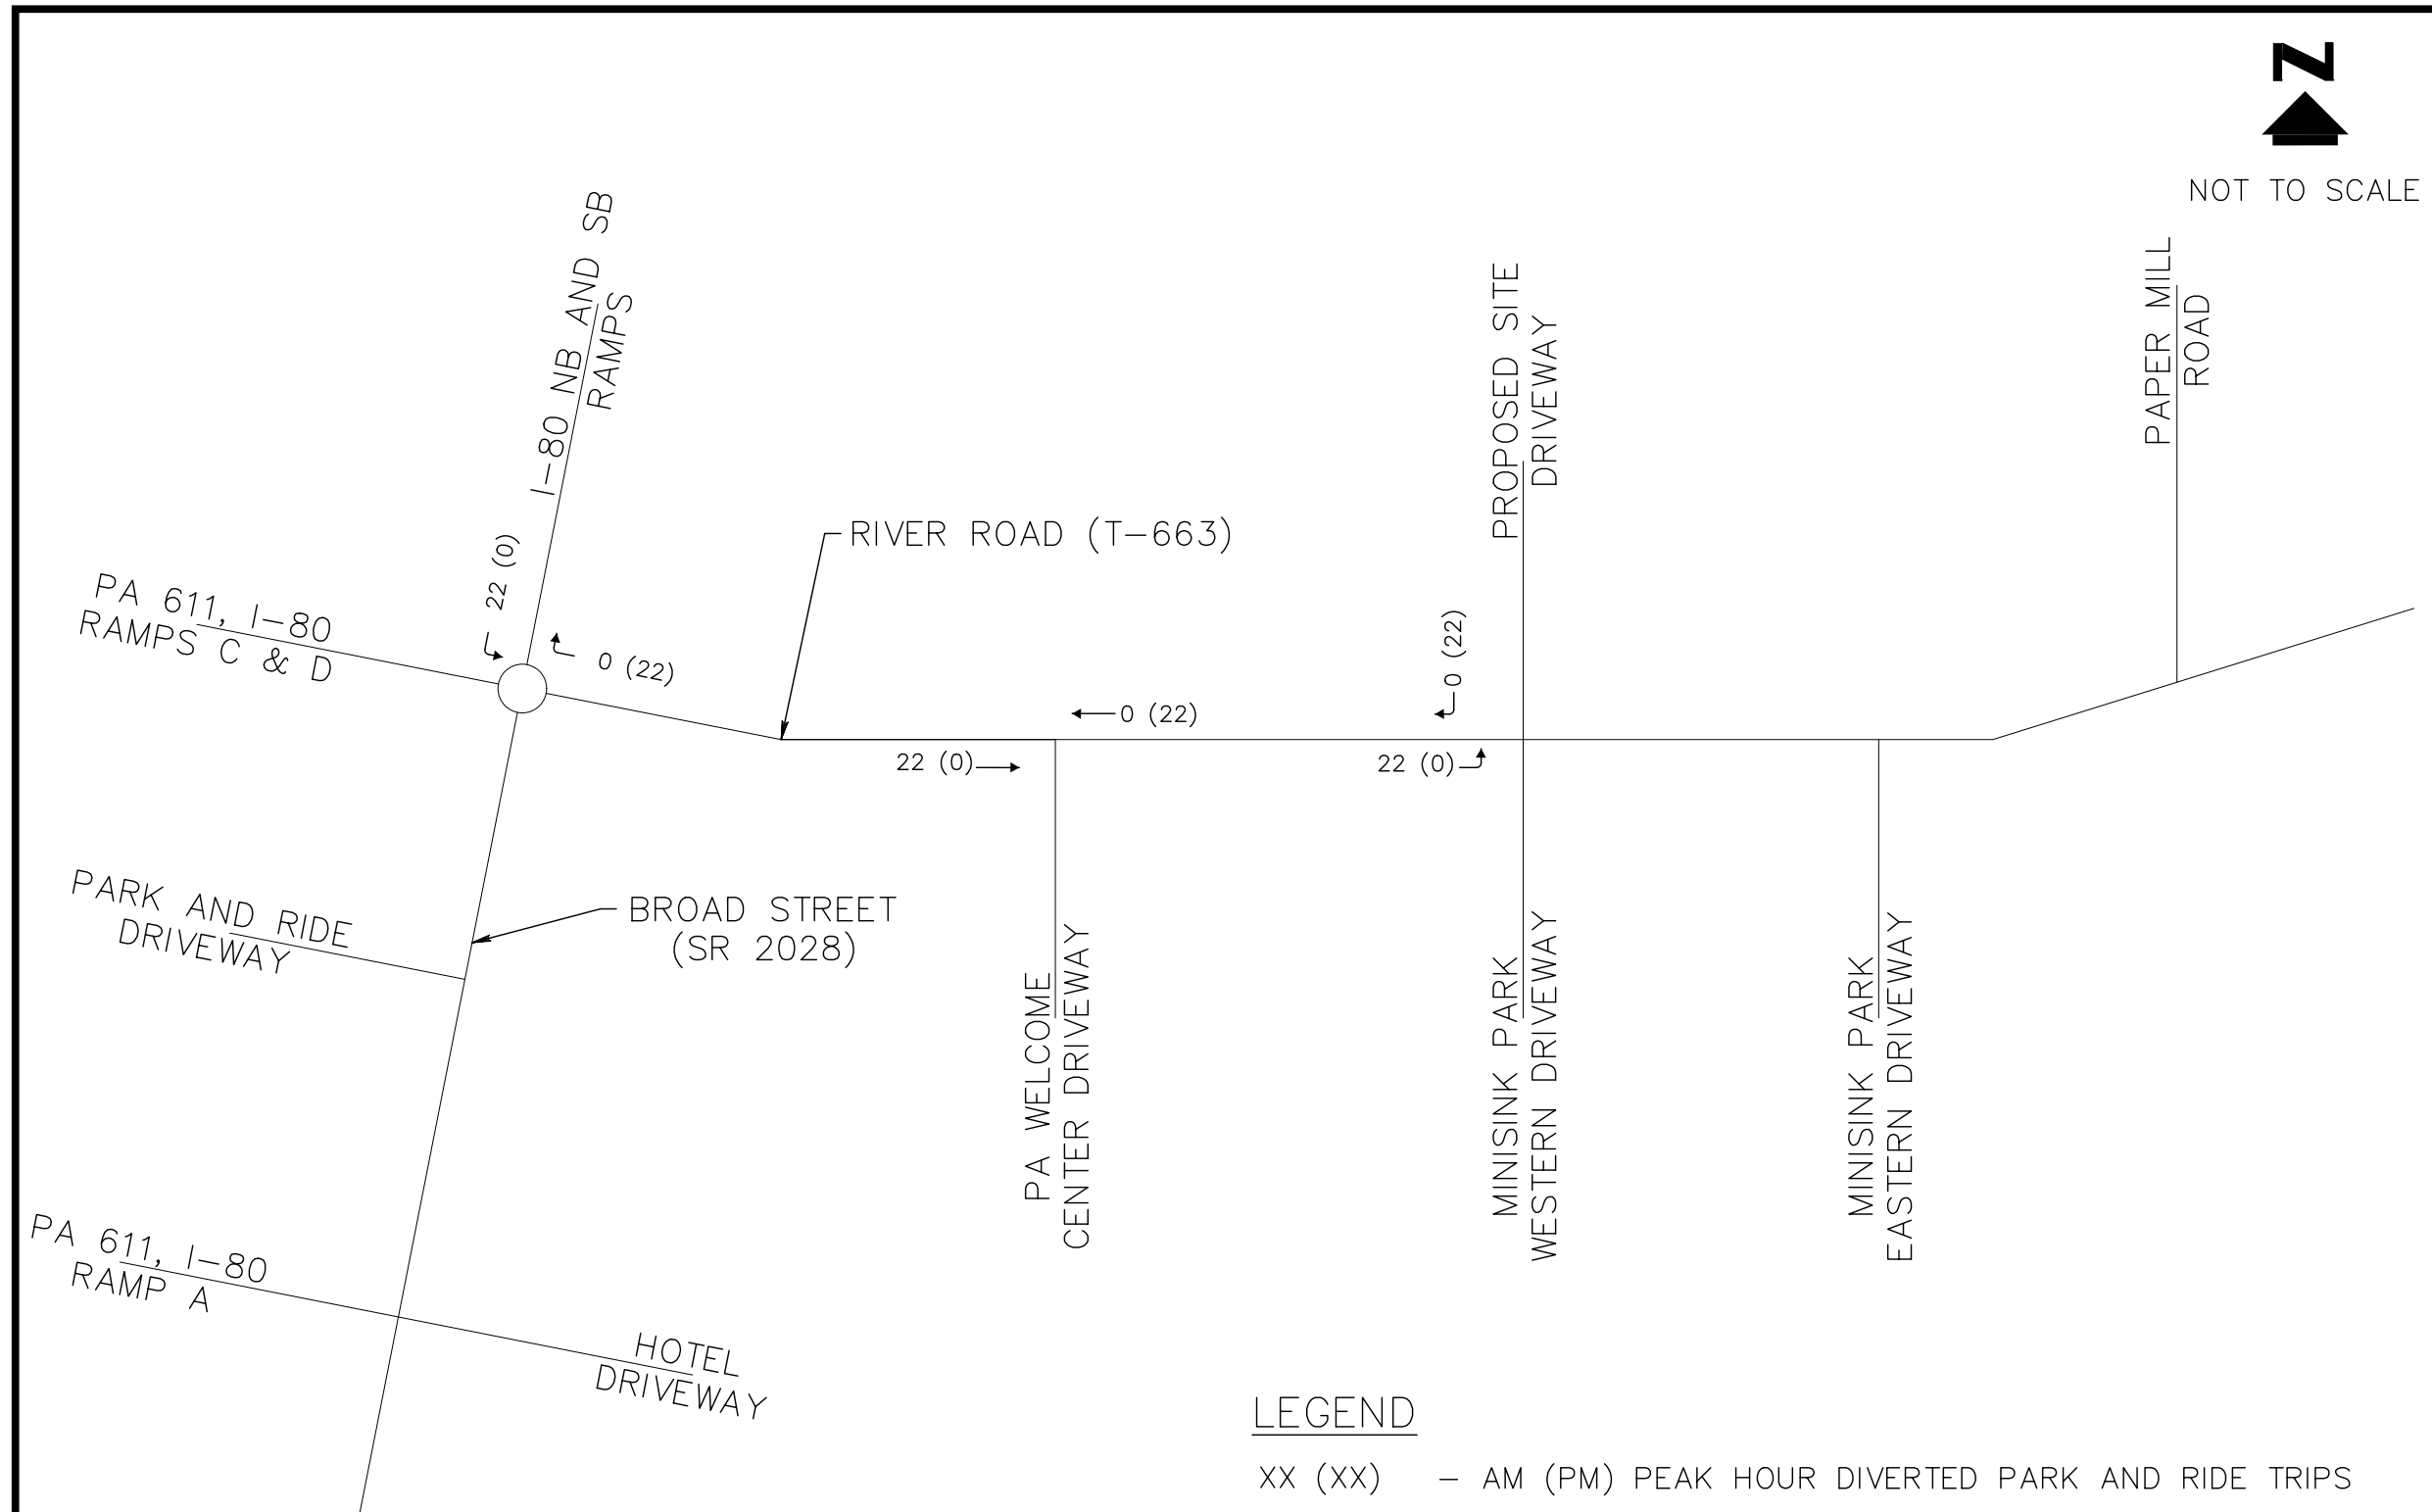 N
NOT TO SCALE
I-80 NB AND SB
RAMPS
PROPOSED SITE
DRIVEWAY
PAPER MILL
ROAD
RIVER ROAD (T-663)
PA 611, I-80
RAMPS C & D
22 (0)
0 (22)
0 (22)
0 (22)
22 (0)
22 (0)
PARK AND RIDE
DRIVEWAY
BROAD STREET
(SR 2028)
PA WELCOME
CENTER DRIVEWAY
MINISINK PARK
WESTERN DRIVEWAY
MINISINK PARK
EASTERN DRIVEWAY
PA 611, I-80
RAMP A
HOTEL
DRIVEWAY
LEGEND
XX (XX) - AM (PM) PEAK HOUR DIVERTED PARK AND RIDE TRIPS